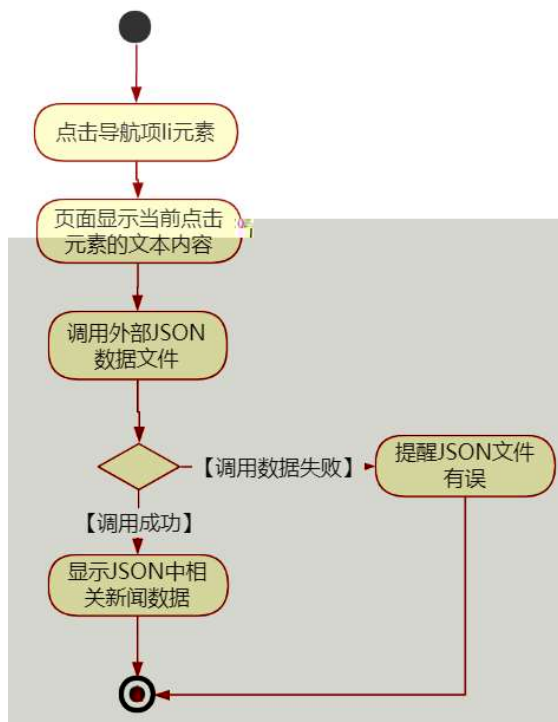 点击导航项li元素
页面显示当前点击
元素的文本内容
调用外部JSON
数据文件
【调用数据失败】
提醒JSON文件
有误
【调用成功】
显示JSON中相
关新闻数据